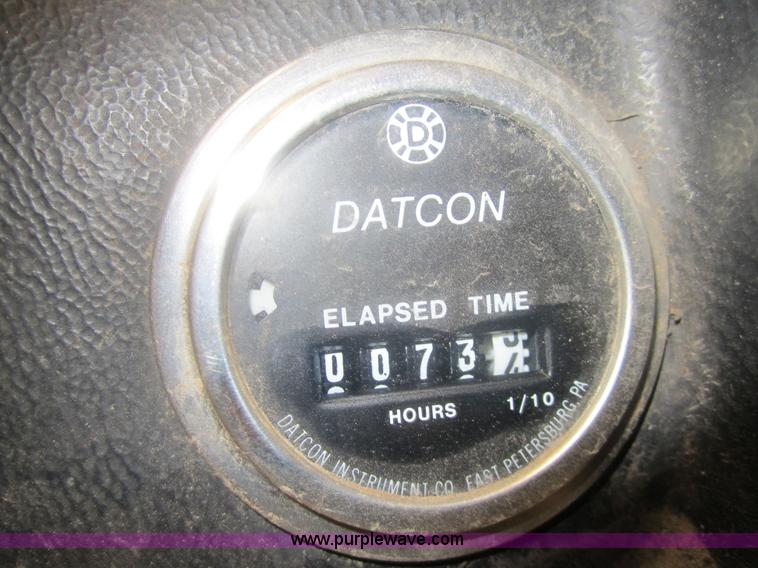 D
DATCON
ELAPSED TIME
0073
HOURS 1/10
DATCON INSTRUMENT CO. EAST PETERSBURG, PA
www.purplewave.com